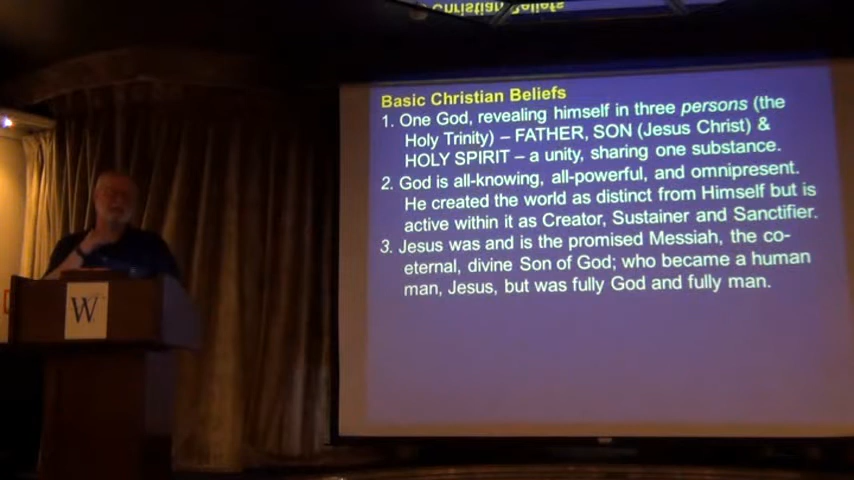 Christian Beliefs
Basic Christian Beliefs
1. One God, revealing himself in three persons (the
Holy Trinity) – FATHER, SON (Jesus Christ) &
HOLY SPIRIT – a unity, sharing one substance.
2. God is all-knowing, all-powerful, and omnipresent.
He created the world as distinct from Himself but is
active within it as Creator, Sustainer and Sanctifier.
3. Jesus was and is the promised Messiah, the co-
eternal, divine Son of God; who became a human
man, Jesus, but was fully God and fully man.
W